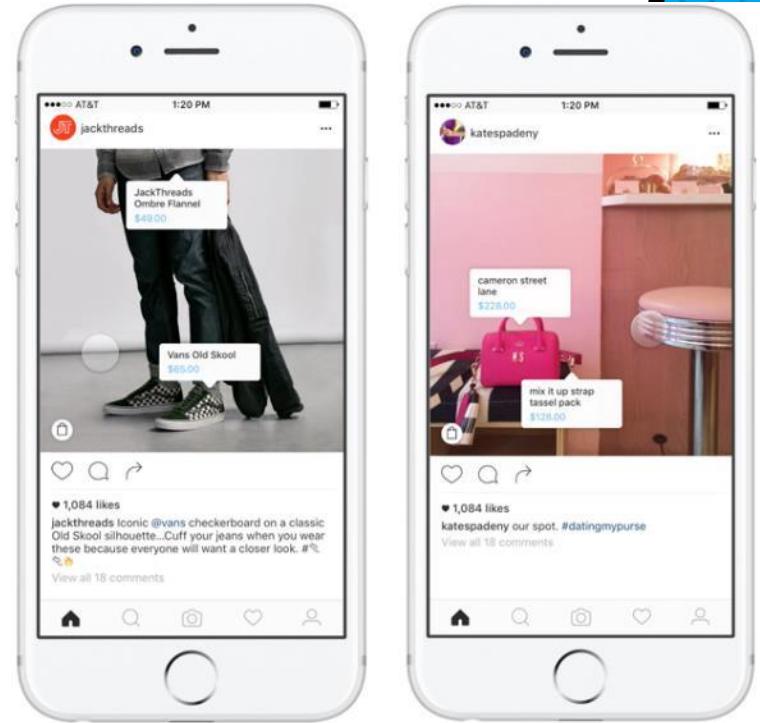 AT&T 1:20 PM
JT jackthreads
JackThreads
Ombre Flannel
$49.00
Vans Old Skool
$65.00
1,084 likes
jackthreads Iconic @vans checkerboard on a classic
Old Skool silhouette...Cuff your jeans when you wear
these because everyone will want a closer look. #👟
👟🔥
View all 18 comments
AT&T 1:20 PM
katespadeny
cameron street
lane
$228.00
KS
mix it up strap
tassel pack
$128.00
1,084 likes
katespadeny our spot. #datingmypurse
View all 18 comments